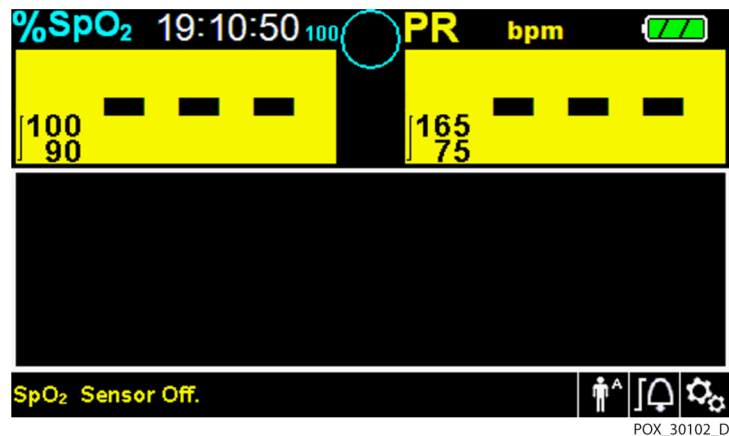 %SpO₂ 19:10:50 100 PR bpm
--- ---
100 165
90 75
SpO₂ Sensor Off.
A
POX_30102_D